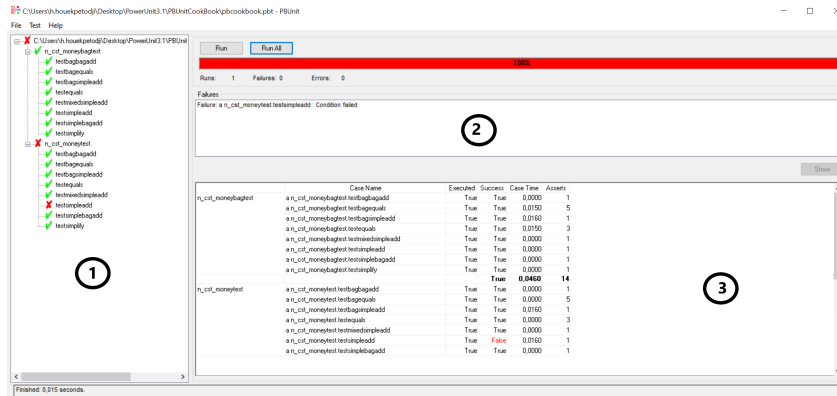 C:\Users\h.houekpetodji\Desktop\PowerUnit3.1\PBUnitCookBook\pbcookbook.pbt - PBUnit
File Test Help
C:\Users\h.houekpetodji\Desktop\PowerUnit3.1\PBUnit
n_cst_moneybagtest
testbagbagadd
testbagequals
testbagsimpleadd
testequals
testmixedsimpleadd
testsimpleadd
testsimplebagadd
testsimplify
n_cst_moneytest
testbagbagadd
testbagequals
testbagsimpleadd
testequals
testmixedsimpleadd
testsimpleadd
testsimplebagadd
testsimplify
1
Run Run All
100%
Runs: 1 Failures: 0 Errors: 0
Failures
Failure: a n_cst_moneytest.testsimpleadd : Condition failed
2
Show
Case Name Executed Success Case Time Asserts
n_cst_moneybagtest a n_cst_moneybagtest.testbagbagadd True True 0,0000 1
a n_cst_moneybagtest.testbagequals True True 0,0150 5
a n_cst_moneybagtest.testbagsimpleadd True True 0,0160 1
a n_cst_moneybagtest.testequals True True 0,0150 3
a n_cst_moneybagtest.testmixedsimpleadd True True 0,0000 1
a n_cst_moneybagtest.testsimpleadd True True 0,0000 1
a n_cst_moneybagtest.testsimplebagadd True True 0,0000 1
a n_cst_moneybagtest.testsimplify True True 0,0000 1
True 0,0460 14
n_cst_moneytest a n_cst_moneytest.testbagbagadd True True 0,0000 1
a n_cst_moneytest.testbagequals True True 0,0000 5
a n_cst_moneytest.testbagsimpleadd True True 0,0160 1
a n_cst_moneytest.testequals True True 0,0000 3
a n_cst_moneytest.testmixedsimpleadd True True 0,0000 1
a n_cst_moneytest.testsimpleadd True False 0,0160 1
a n_cst_moneytest.testsimplebagadd True True 0,0000 1
3
Finished: 0,015 seconds.